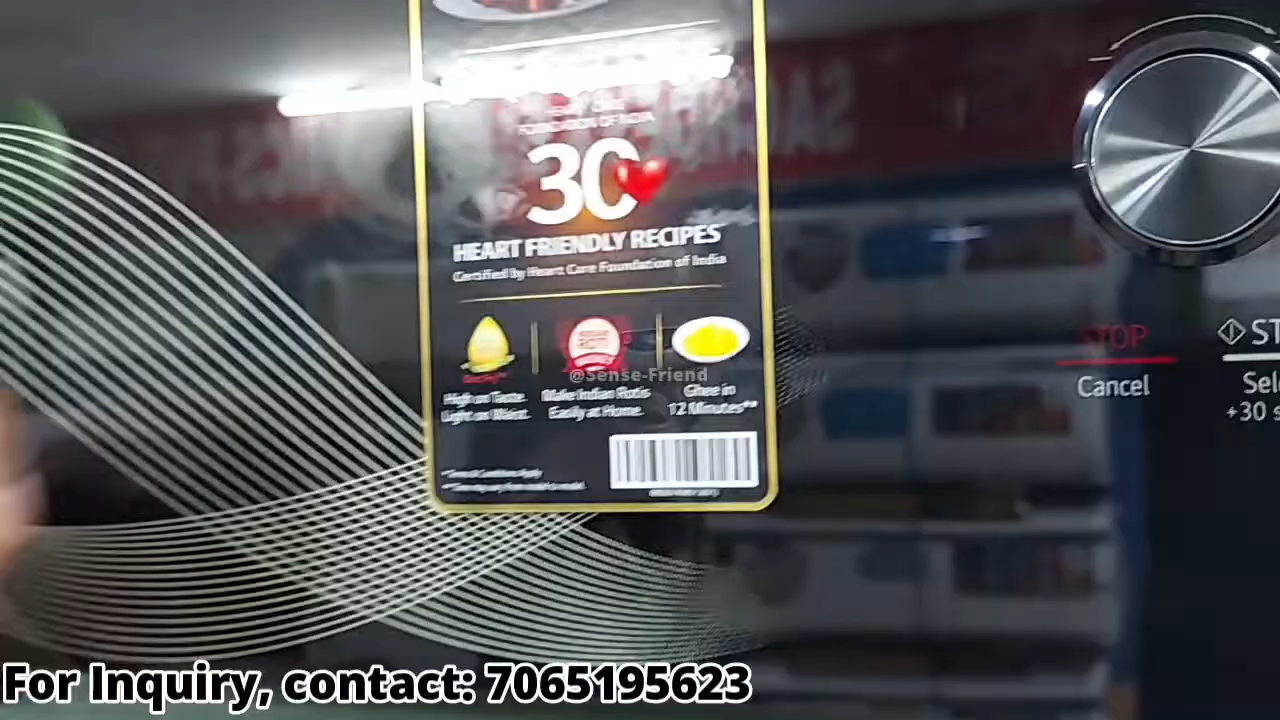 FOUNDATION OF INDIA
30
HEART FRIENDLY RECIPES
Certified by Heart Care Foundation of India
High on Taste.
Light on Waist.
Make Indian Rotis
Easily at Home.
Ghee in
12 Minutes**
@Sense-Friend
STOP
Cancel
ST
Sel
+30 s
For Inquiry, contact: 7065195623